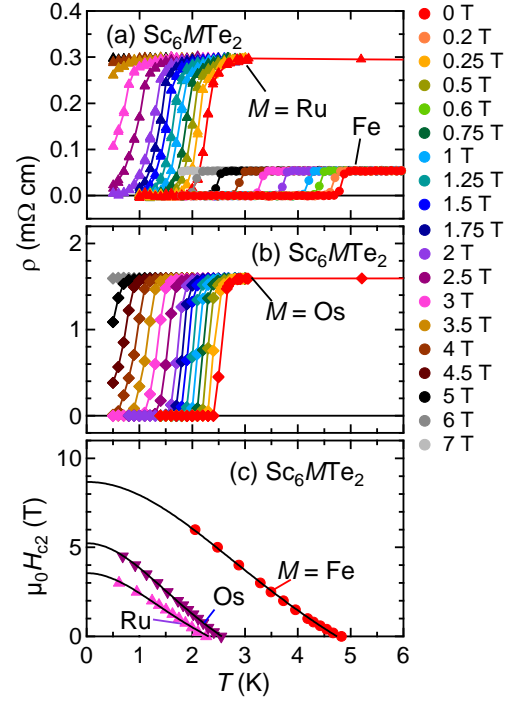 (a) Sc6MTe2
M = Ru
Fe
0.4
0.3
0.2
0.1
0.0
ρ (mΩ cm)
(b) Sc6MTe2
M = Os
2
1
0
(c) Sc6MTe2
M = Fe
Os
Ru
10
5
0
μ0Hc2 (T)
0 1 2 3 4 5 6
T (K)
0 T
0.2 T
0.25 T
0.5 T
0.6 T
0.75 T
1 T
1.25 T
1.5 T
1.75 T
2 T
2.5 T
3 T
3.5 T
4 T
4.5 T
5 T
6 T
7 T